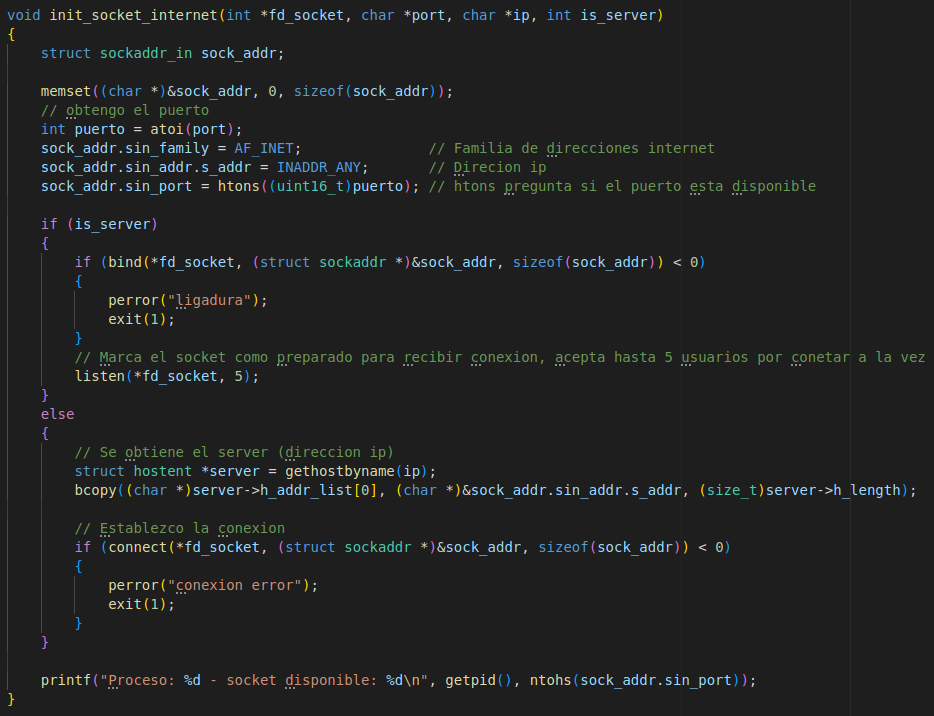 void init_socket_internet(int *fd_socket, char *port, char *ip, int is_server)
{
    struct sockaddr_in sock_addr;

    memset((char *)&sock_addr, 0, sizeof(sock_addr));
    // obtengo el puerto
    int puerto = atoi(port);
    sock_addr.sin_family = AF_INET;               // Familia de direcciones internet
    sock_addr.sin_addr.s_addr = INADDR_ANY;       // Direcion ip
    sock_addr.sin_port = htons((uint16_t)puerto); // htons pregunta si el puerto esta disponible

    if (is_server)
    {
        if (bind(*fd_socket, (struct sockaddr *)&sock_addr, sizeof(sock_addr)) < 0)
        {
            perror("ligadura");
            exit(1);
        }
        // Marca el socket como preparado para recibir conexion, acepta hasta 5 usuarios por conetar a la vez
        listen(*fd_socket, 5);
    }
    else
    {
        // Se obtiene el server (direccion ip)
        struct hostent *server = gethostbyname(ip);
        bcopy((char *)server->h_addr_list[0], (char *)&sock_addr.sin_addr.s_addr, (size_t)server->h_length);

        // Establezco la conexion
        if (connect(*fd_socket, (struct sockaddr *)&sock_addr, sizeof(sock_addr)) < 0)
        {
            perror("conexion error");
            exit(1);
        }
    }

    printf("Proceso: %d - socket disponible: %d\n", getpid(), ntohs(sock_addr.sin_port));
}